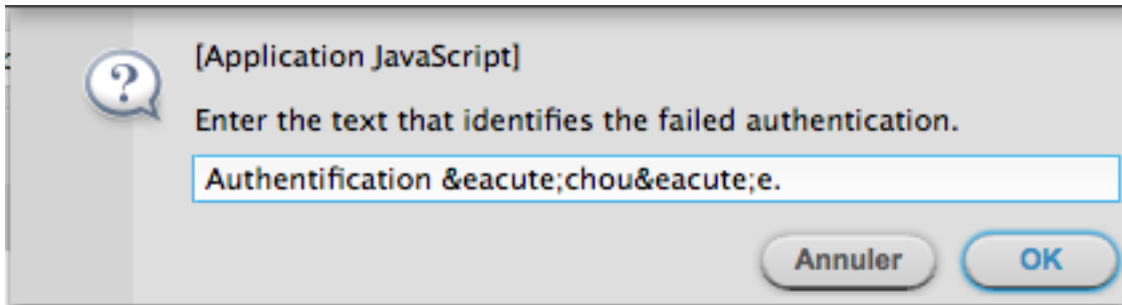 [Application JavaScript]
Enter the text that identifies the failed authentication.
Authentification &eacute;chou&eacute;e.
Annuler
OK